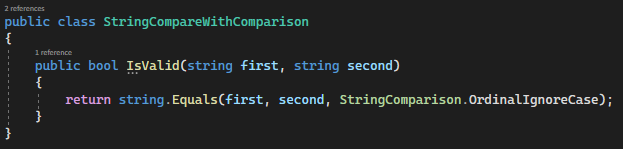 2 references
public class StringCompareWithComparison
{
1 reference
public bool IsValid(string first, string second)
{
return string.Equals(first, second, StringComparison.OrdinalIgnoreCase);
}
}